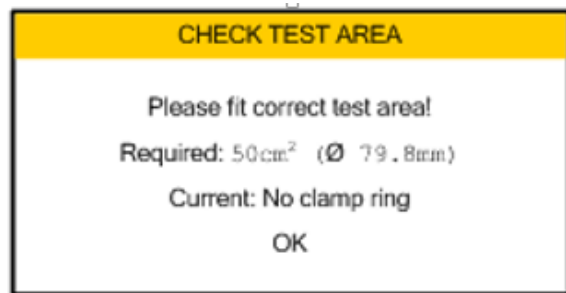 CHECK TEST AREA
Please fit correct test area!
Required: 50cm² (Ø 79.8mm)
Current: No clamp ring
OK